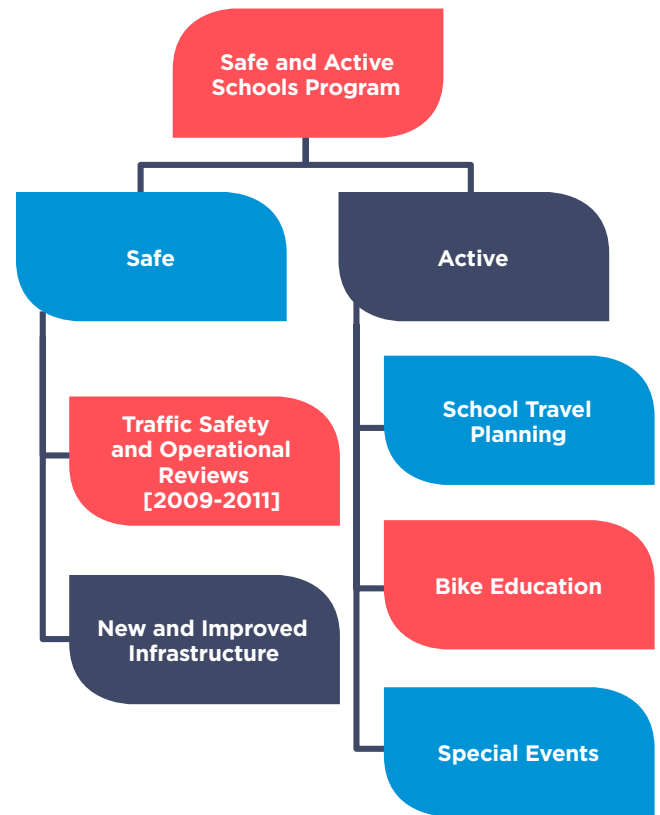 Safe and Active
Schools Program
Safe
Active
Traffic Safety
and Operational
Reviews
[2009-2011]
New and Improved
Infrastructure
School Travel
Planning
Bike Education
Special Events